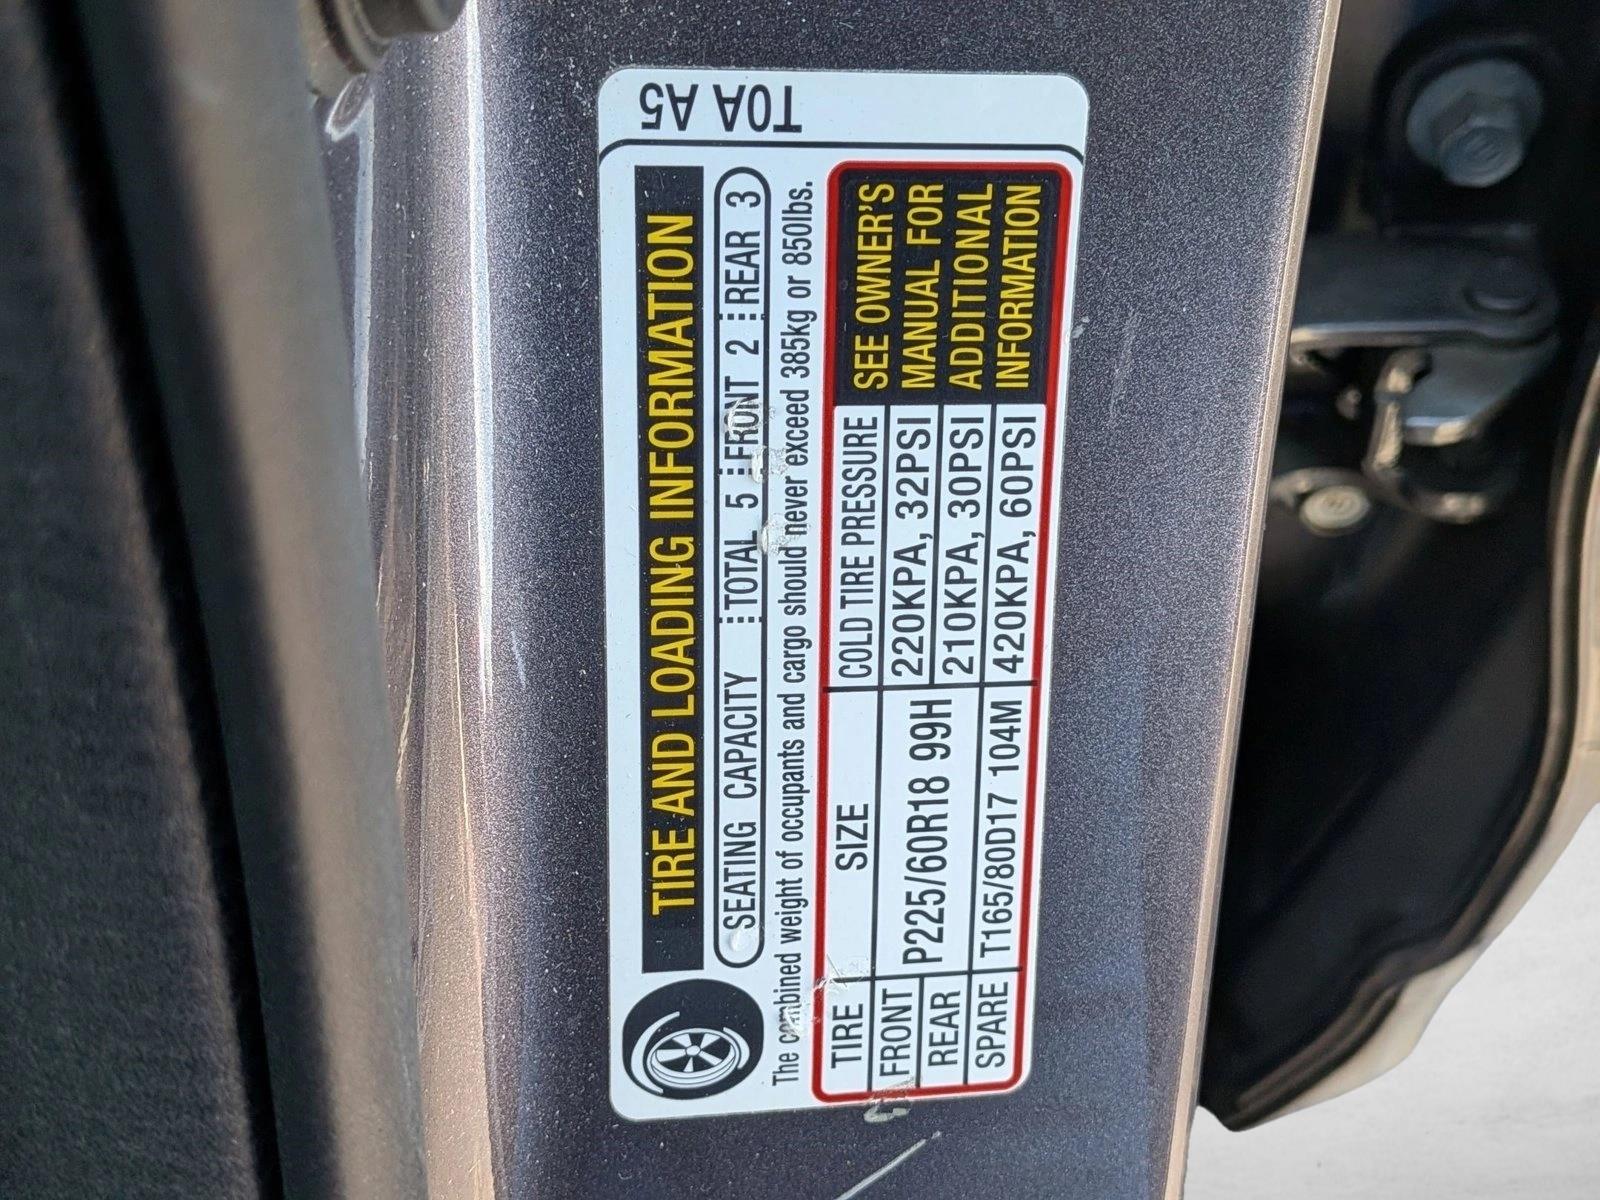 T0A A5
TIRE AND LOADING INFORMATION
SEATING CAPACITY TOTAL 5 FRONT 2 REAR 3
The combined weight of occupants and cargo should never exceed 385kg or 850lbs.
TIRE SIZE COLD TIRE PRESSURE
FRONT P225/60R18 99H 220KPA, 32PSI
REAR 210KPA, 30PSI
SPARE T165/80D17 104M 420KPA, 60PSI
SEE OWNER'S
MANUAL FOR
ADDITIONAL
INFORMATION